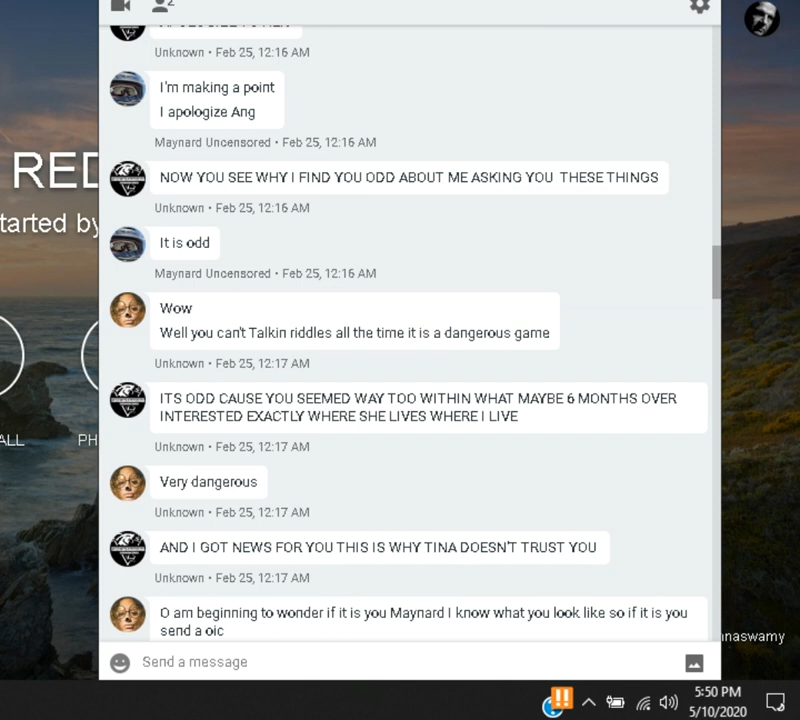 Unknown • Feb 25, 12:16 AM
I'm making a point
I apologize Ang
Maynard Uncensored • Feb 25, 12:16 AM
NOW YOU SEE WHY I FIND YOU ODD ABOUT ME ASKING YOU THESE THINGS
RED
Unknown • Feb 25, 12:16 AM
tarted by
It is odd
Maynard Uncensored • Feb 25, 12:16 AM
Wow
Well you can't Talkin riddles all the time it is a dangerous game
Unknown • Feb 25, 12:17 AM
ITS ODD CAUSE YOU SEEMED WAY TOO WITHIN WHAT MAYBE 6 MONTHS OVER
INTERESTED EXACTLY WHERE SHE LIVES WHERE I LIVE
ALL
PH
Unknown • Feb 25, 12:17 AM
Very dangerous
Unknown • Feb 25, 12:17 AM
AND I GOT NEWS FOR YOU THIS IS WHY TINA DOESN'T TRUST YOU
Unknown • Feb 25, 12:17 AM
O am beginning to wonder if it is you Maynard I know what you look like so if it is you
send a oic
nnaswamy
Send a message
5:50 PM
5/10/2020